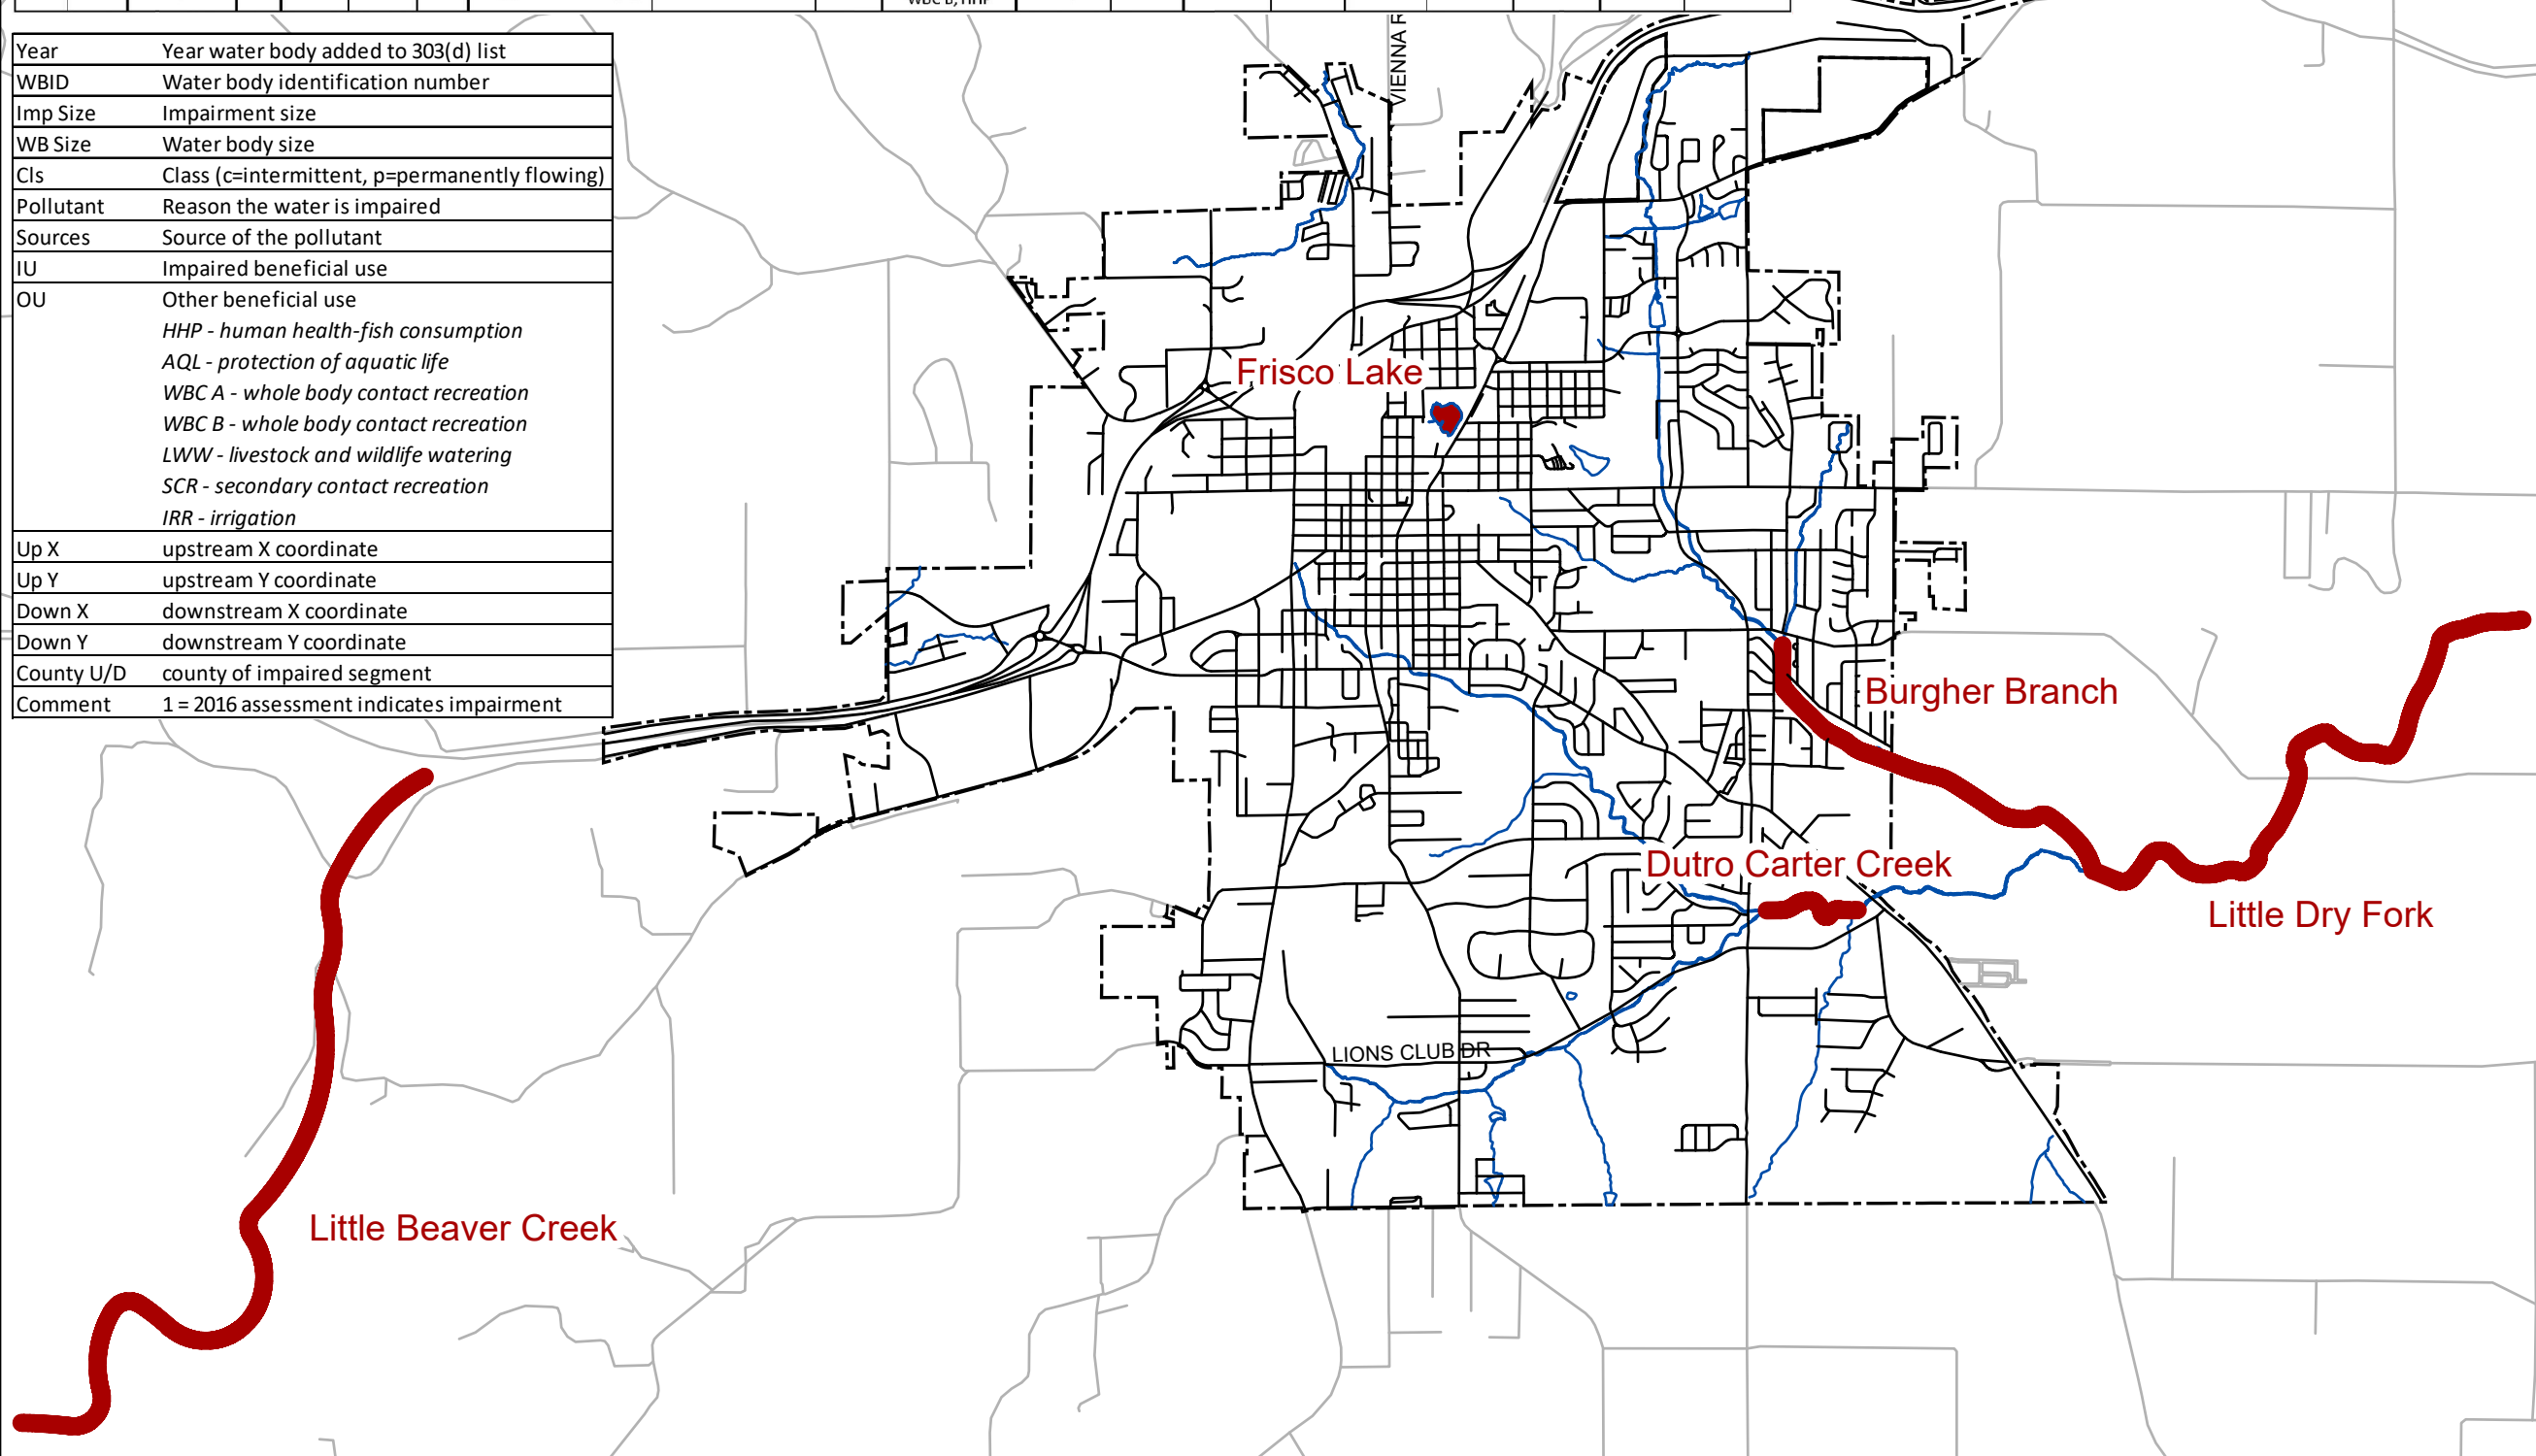 WBC B, HHP
Year Year water body added to 303(d) list
WBID Water body identification number
Imp Size Impairment size
WB Size Water body size
Cls Class (c=intermittent, p=permanently flowing)
Pollutant Reason the water is impaired
Sources Source of the pollutant
IU Impaired beneficial use
OU Other beneficial use
HHP - human health-fish consumption
AQL - protection of aquatic life
WBC A - whole body contact recreation
WBC B - whole body contact recreation
LWW - livestock and wildlife watering
SCR - secondary contact recreation
IRR - irrigation
Up X upstream X coordinate
Up Y upstream Y coordinate
Down X downstream X coordinate
Down Y downstream Y coordinate
County U/D county of impaired segment
Comment 1 = 2016 assessment indicates impairment
VIENNA R
Frisco Lake
Burgher Branch
Dutro Carter Creek
Little Dry Fork
LIONS CLUB DR
Little Beaver Creek